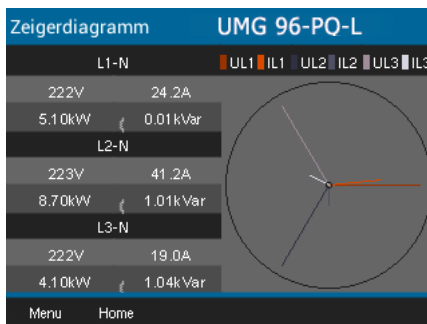 Zeigerdiagramm UMG 96-PQ-L
L1-N UL1 IL1 UL2 IL2 UL3 IL3
222V 24.2A
5.10kW 0.01kVar
L2-N
223V 41.2A
8.70kW 1.01kVar
L3-N
222V 19.0A
4.10kW 1.04kVar
Menu Home